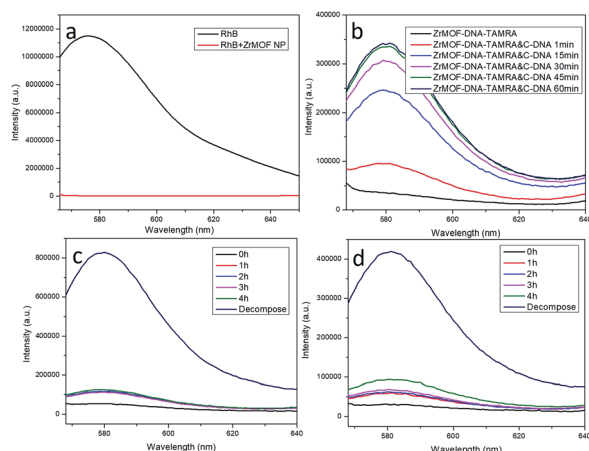 a
RhB
RhB+ZrMOF NP
12000000
10000000
8000000
6000000
4000000
2000000
0
580
600
620
640
Intensity (a.u.)
Wavelength (nm)
b
ZrMOF-DNA-TAMRA
ZrMOF-DNA-TAMRA&C-DNA 1min
ZrMOF-DNA-TAMRA&C-DNA 15min
ZrMOF-DNA-TAMRA&C-DNA 30min
ZrMOF-DNA-TAMRA&C-DNA 45min
ZrMOF-DNA-TAMRA&C-DNA 60min
400000
300000
200000
100000
0
580
600
620
640
Intensity (a.u.)
Wavelength (nm)
c
0h
1h
2h
3h
4h
Decompose
800000
600000
400000
200000
0
580
600
620
640
Intensity (a.u.)
Wavelength (nm)
d
0h
1h
2h
3h
4h
Decompose
400000
300000
200000
100000
0
580
600
620
640
Intensity (a.u.)
Wavelength (nm)